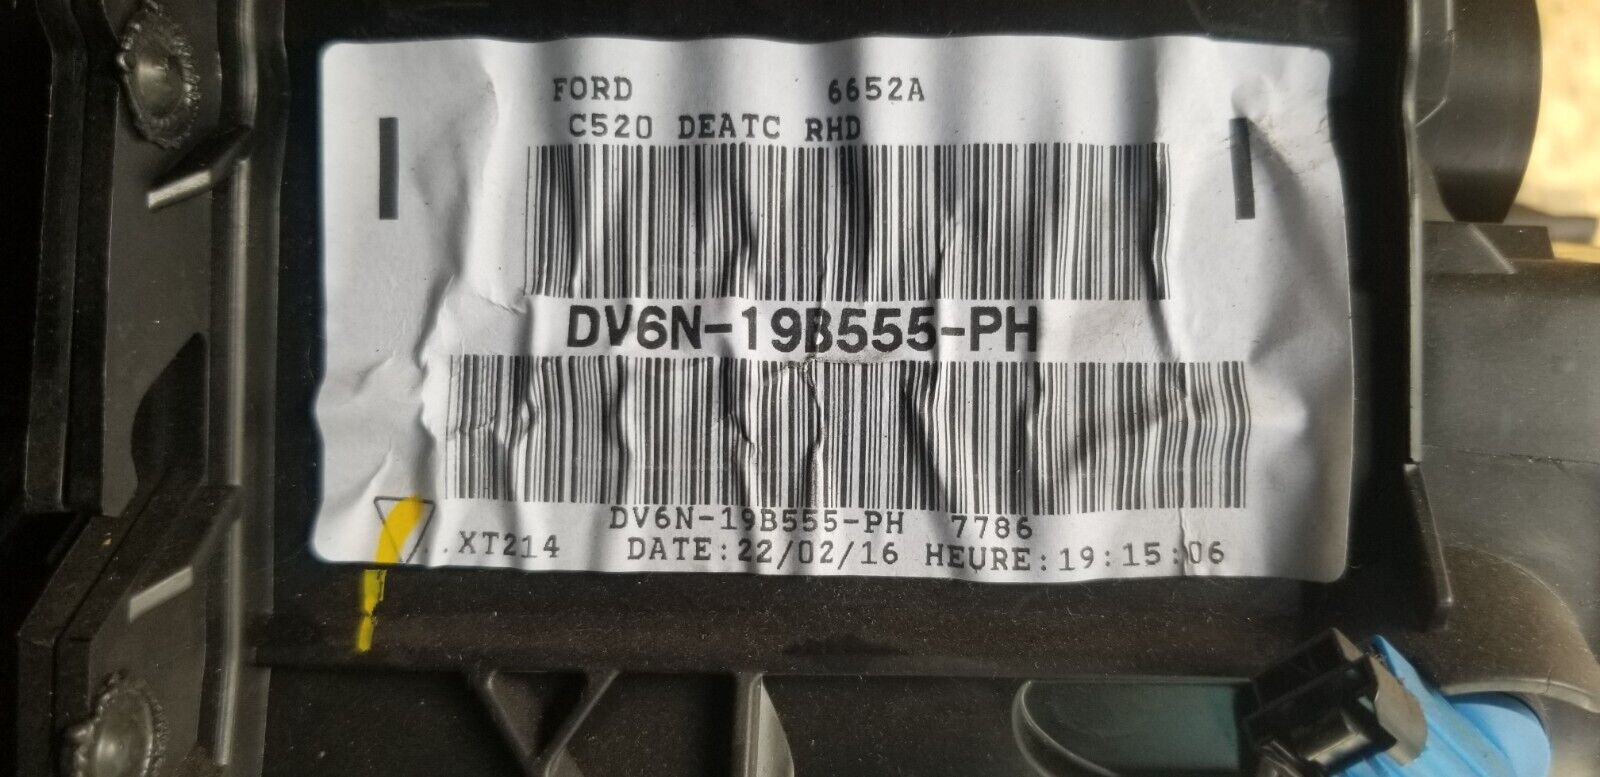 FORD 6652A
C520 DEATC RHD
DV6N-19B555-PH
DV6N-19B555-PH 7786
..XT214 DATE:22/02/16 HEURE:19:15:06